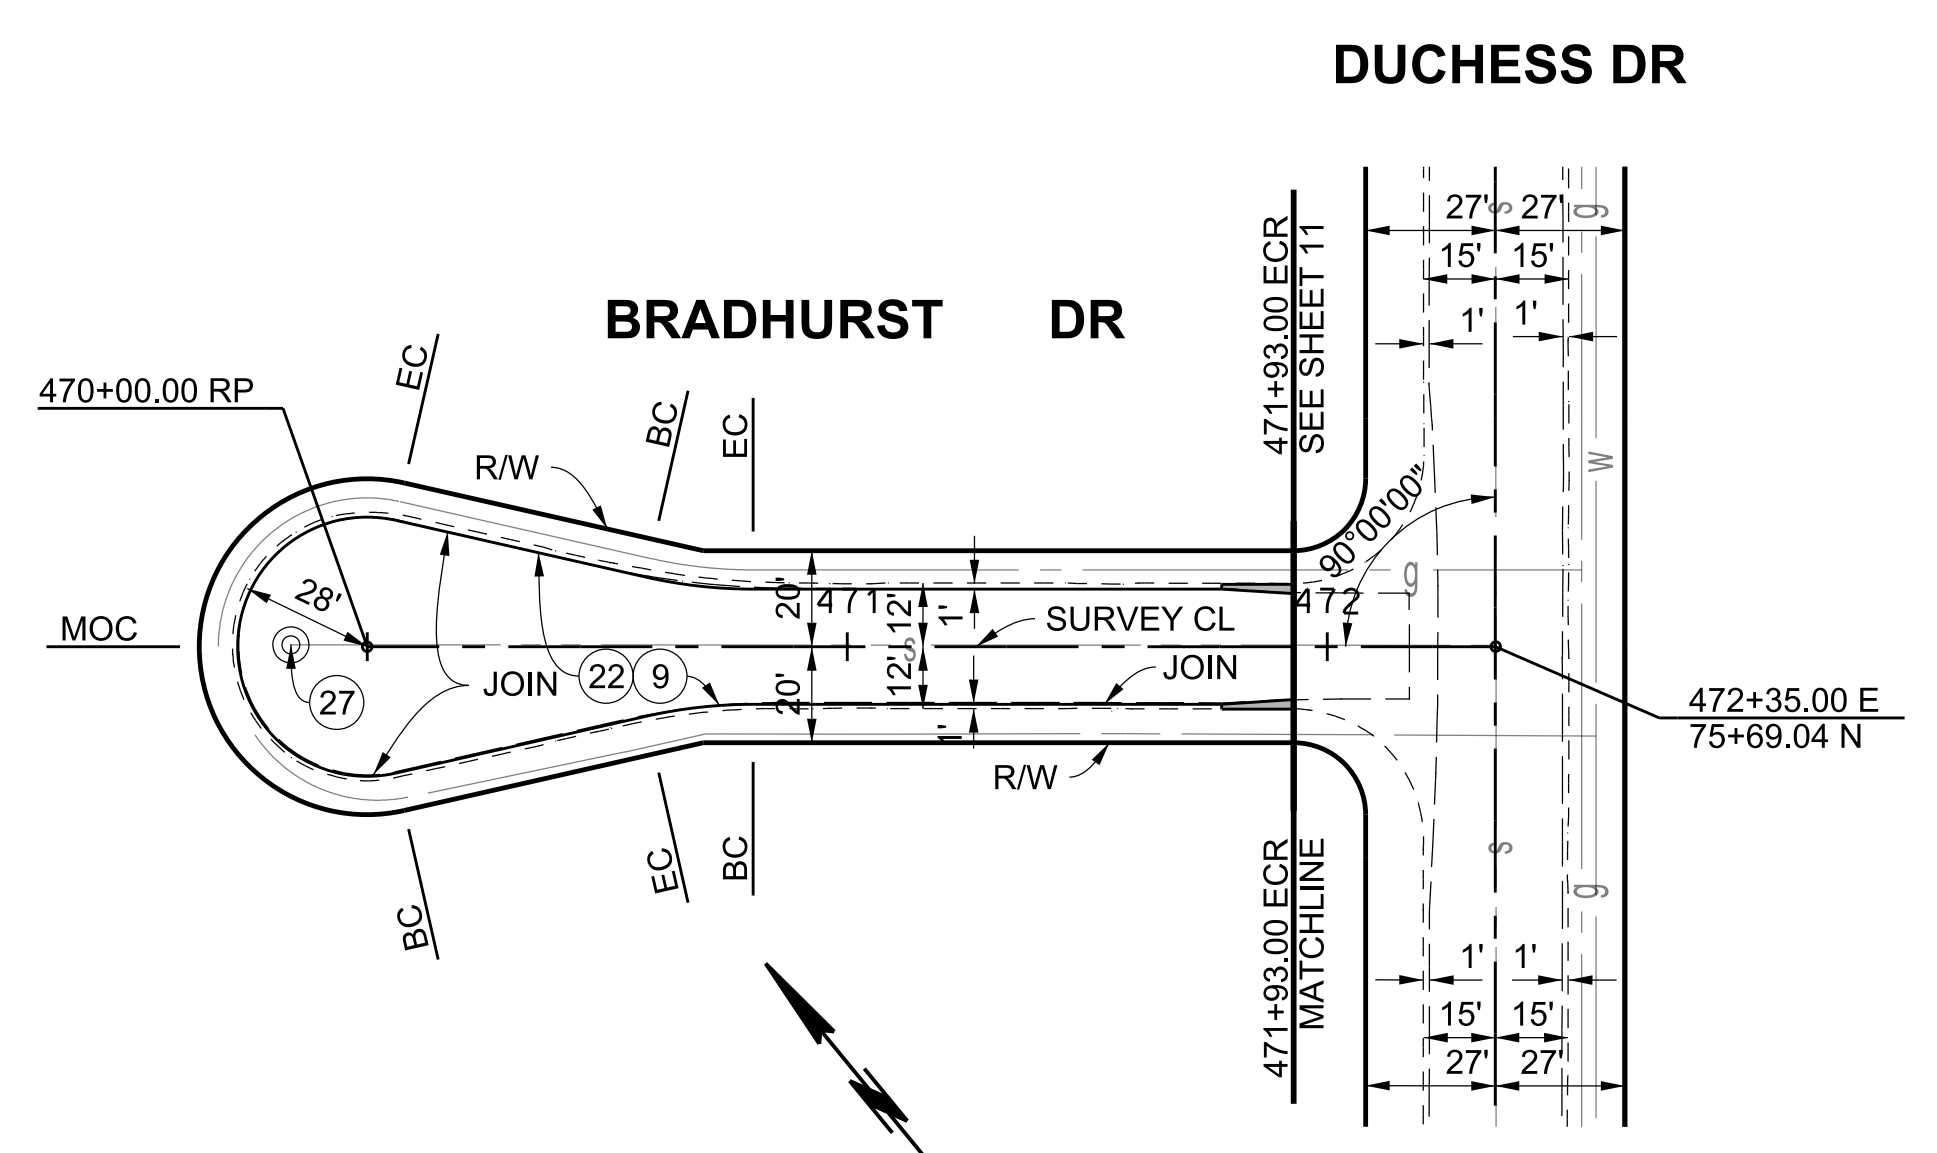 DUCHESS DR
27' s 27' g
15' 15'
1' 1'
471+93.00 ECR
SEE SHEET 11
BRADHURST DR
EC
BC
EC
470+00.00 RP
R/W
W
90°00'00"
g
28'
20'
471
12'
1'
472
MOC
SURVEY CL
s
JOIN
22
9
27
20'
12'
1'
JOIN
472+35.00 E
75+69.04 N
R/W
BC
EC
BC
471+93.00 ECR
MATCHLINE
s
g
1' 1'
15' 15'
27' 27'